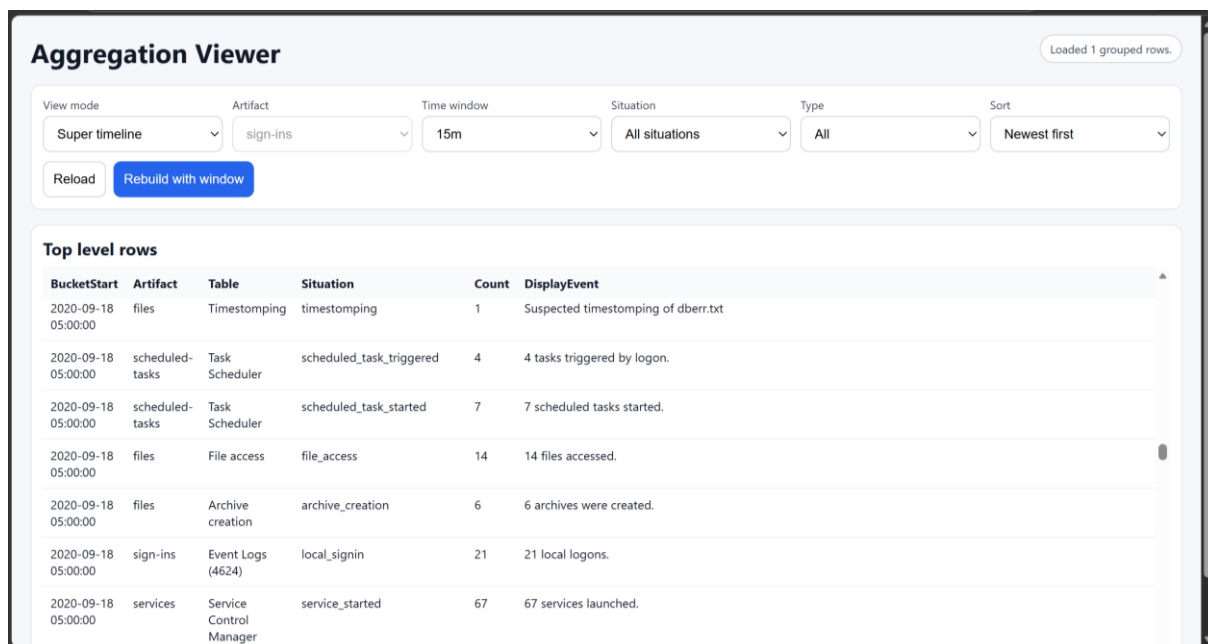 Aggregation Viewer
Loaded 1 grouped rows.
View mode Artifact Time window Situation Type Sort
Super timeline sign-ins 15m All situations All Newest first
Reload Rebuild with window
Top level rows
BucketStart Artifact Table Situation Count DisplayEvent
2020-09-18 files Timestomping timestomping 1 Suspected timestomping of dberr.txt
05:00:00
2020-09-18 scheduled- Task scheduled_task_triggered 4 4 tasks triggered by logon.
05:00:00 tasks Scheduler
2020-09-18 scheduled- Task scheduled_task_started 7 7 scheduled tasks started.
05:00:00 tasks Scheduler
2020-09-18 files File access file_access 14 14 files accessed.
05:00:00
2020-09-18 files Archive archive_creation 6 6 archives were created.
05:00:00 creation
2020-09-18 sign-ins Event Logs local_signin 21 21 local logons.
05:00:00 (4624)
2020-09-18 services Service service_started 67 67 services launched.
05:00:00 Control
Manager